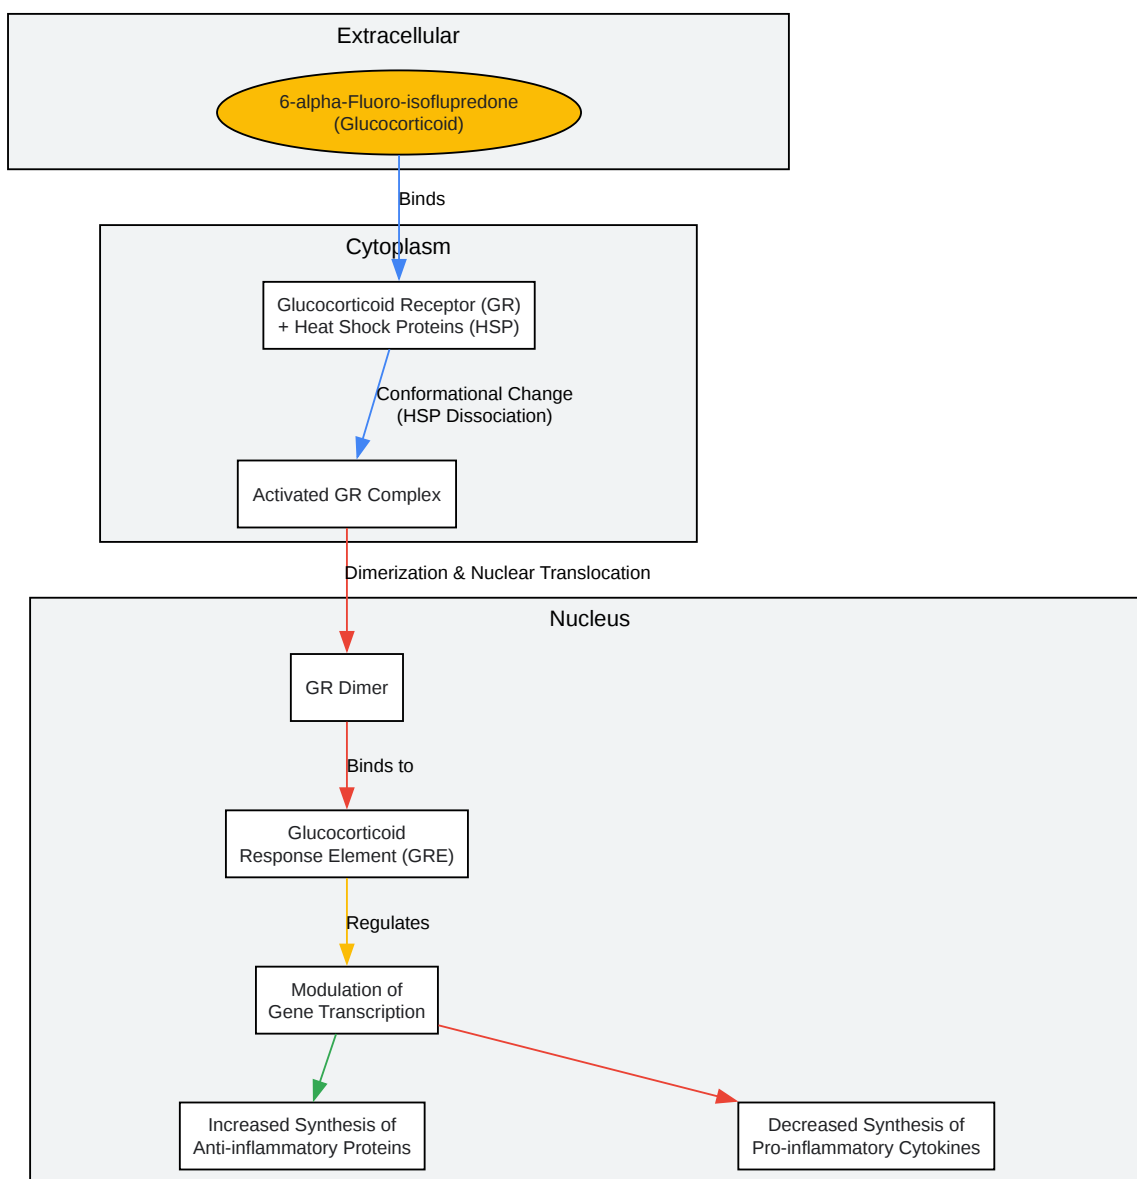 Extracellular
6-alpha-Fluoro-isoflupredone
(Glucocorticoid)
Binds
Cytoplasm
Glucocorticoid Receptor (GR)
+ Heat Shock Proteins (HSP)
Conformational Change
(HSP Dissociation)
Activated GR Complex
Dimerization & Nuclear Translocation
Nucleus
GR Dimer
Binds to
Glucocorticoid
Response Element (GRE)
Regulates
Modulation of
Gene Transcription
Increased Synthesis of
Anti-inflammatory Proteins
Decreased Synthesis of
Pro-inflammatory Cytokines